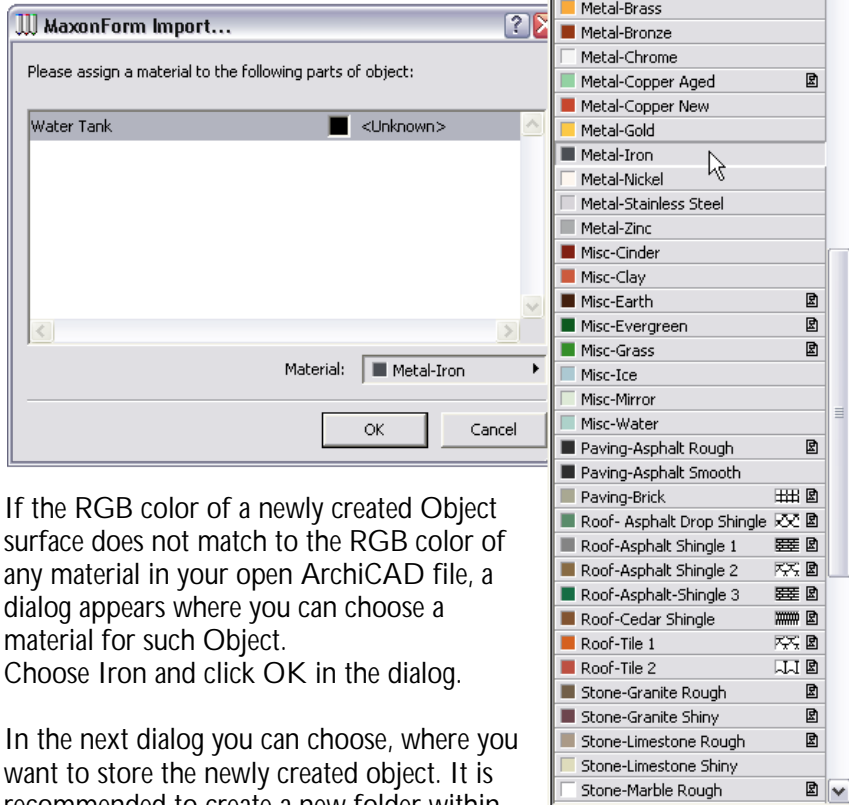 MaxonForm Import...
Please assign a material to the following parts of object:
Water Tank <Unknown>
Material: Metal-Iron
OK Cancel
If the RGB color of a newly created Object
surface does not match to the RGB color of
any material in your open ArchiCAD file, a
dialog appears where you can choose a
material for such Object.
Choose Iron and click OK in the dialog.
In the next dialog you can choose, where you
want to store the newly created object. It is
recommended to create a new folder within
Metal-Brass
Metal-Bronze
Metal-Chrome
Metal-Copper Aged
Metal-Copper New
Metal-Gold
Metal-Iron
Metal-Nickel
Metal-Stainless Steel
Metal-Zinc
Misc-Cinder
Misc-Clay
Misc-Earth
Misc-Evergreen
Misc-Grass
Misc-Ice
Misc-Mirror
Misc-Water
Paving-Asphalt Rough
Paving-Asphalt Smooth
Paving-Brick
Roof- Asphalt Drop Shingle
Roof-Asphalt Shingle 1
Roof-Asphalt Shingle 2
Roof-Asphalt-Shingle 3
Roof-Cedar Shingle
Roof-Tile 1
Roof-Tile 2
Stone-Granite Rough
Stone-Granite Shiny
Stone-Limestone Rough
Stone-Limestone Shiny
Stone-Marble Rough